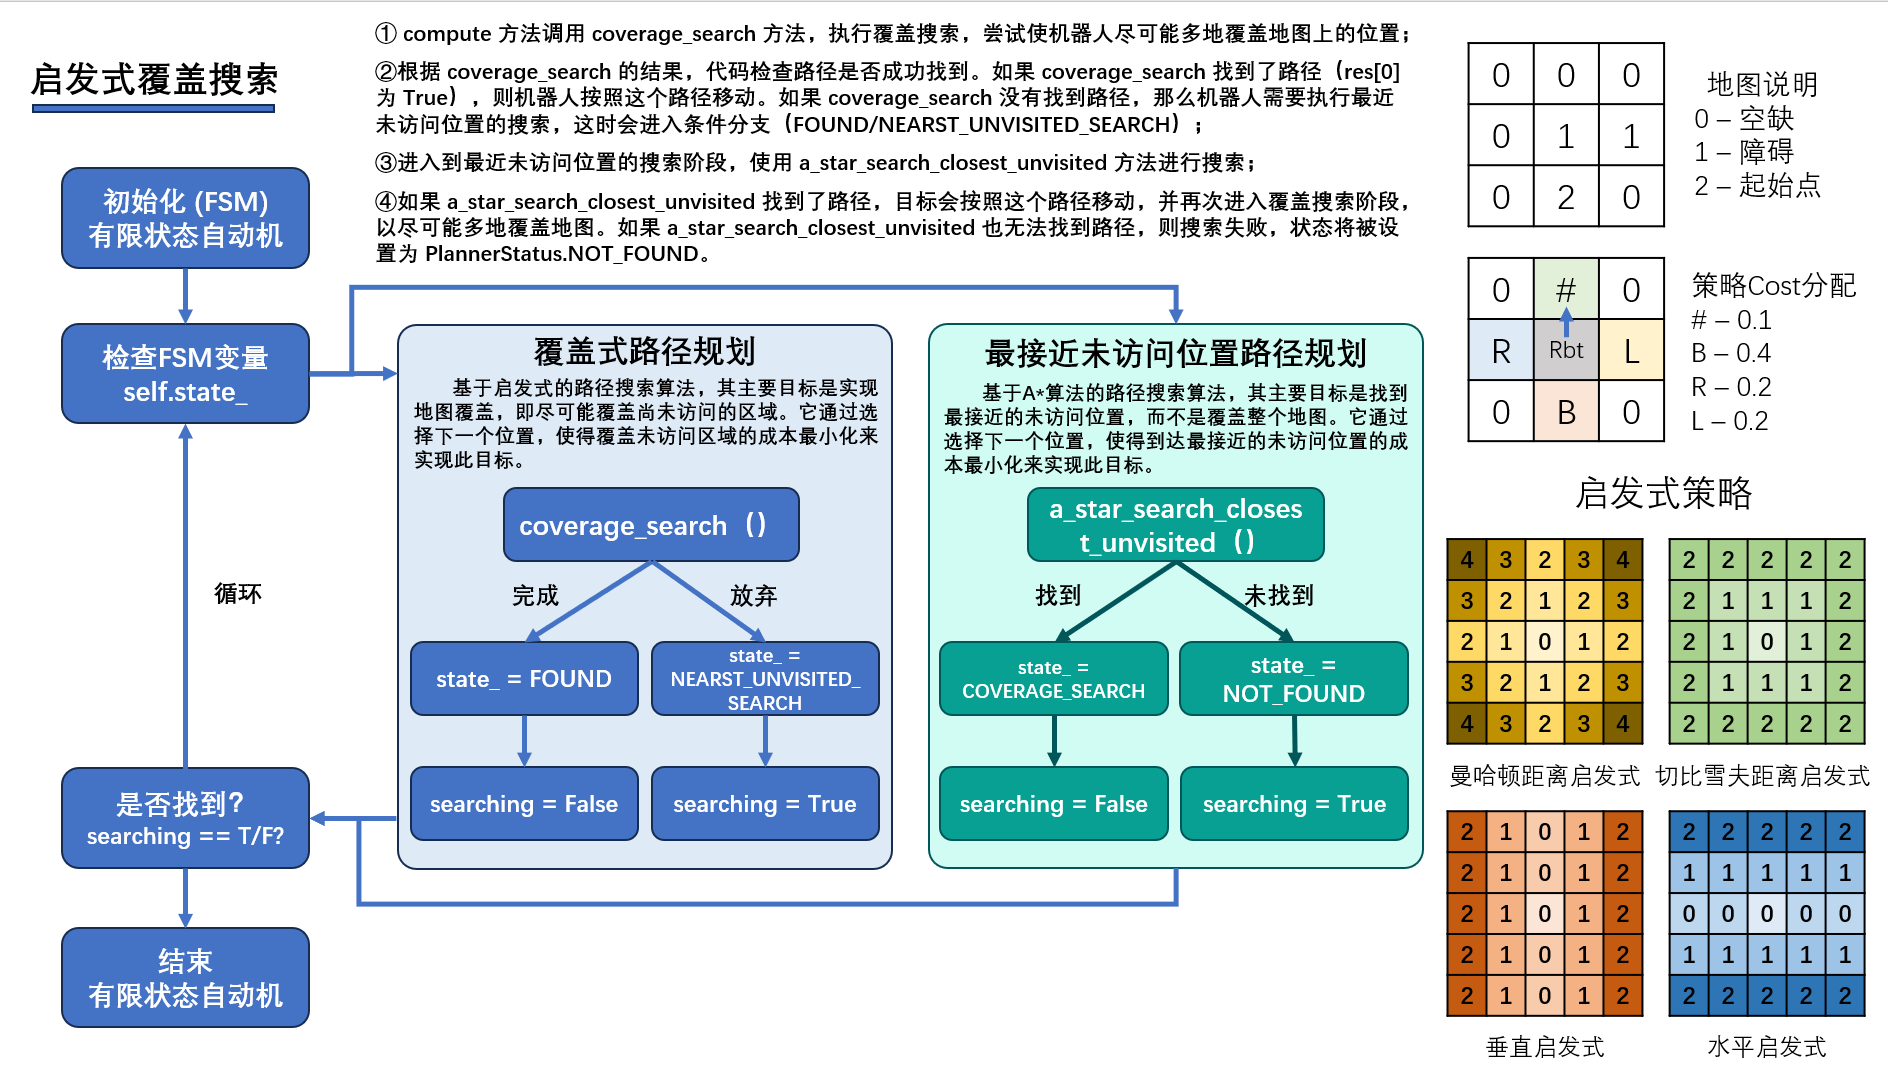 启发式覆盖搜索
① compute 方法调用 coverage_search 方法，执行覆盖搜索，尝试使机器人尽可能多地覆盖地图上的位置；
②根据 coverage_search 的结果，代码检查路径是否成功找到。如果 coverage_search 找到了路径（res[0]
为 True），则机器人按照这个路径移动。如果 coverage_search 没有找到路径，那么机器人需要执行最近
未访问位置的搜索，这时会进入条件分支（FOUND/NEARST_UNVISITED_SEARCH）；
③进入到最近未访问位置的搜索阶段，使用 a_star_search_closest_unvisited 方法进行搜索；
④如果 a_star_search_closest_unvisited 找到了路径，目标会按照这个路径移动，并再次进入覆盖搜索阶段，
以尽可能多地覆盖地图。如果 a_star_search_closest_unvisited 也无法找到路径，则搜索失败，状态将被设
置为 PlannerStatus.NOT_FOUND。
初始化 (FSM)
有限状态自动机
检查FSM变量
self.state_
循环
是否找到？
searching == T/F?
结束
有限状态自动机
覆盖式路径规划
基于启发式的路径搜索算法，其主要目标是实现
地图覆盖，即尽可能覆盖尚未访问的区域。它通过选
择下一个位置，使得覆盖未访问区域的成本最小化来
实现此目标。
coverage_search（）
完成
放弃
state_ = FOUND
state_ =
NEARST_UNVISITED_
SEARCH
searching = False
searching = True
最接近未访问位置路径规划
基于A*算法的路径搜索算法，其主要目标是找到
最接近的未访问位置，而不是覆盖整个地图。它通过
选择下一个位置，使得到达最接近的未访问位置的成
本最小化来实现此目标。
a_star_search_closes
t_unvisited（）
找到
未找到
state_ =
COVERAGE_SEARCH
state_ =
NOT_FOUND
searching = False
searching = True
0 0 0
0 1 1
0 2 0
地图说明
0 – 空缺
1 – 障碍
2 – 起始点
0 # 0
R Rbt L
0 B 0
策略Cost分配
# – 0.1
B – 0.4
R – 0.2
L – 0.2
启发式策略
4 3 2 3 4
3 2 1 2 3
2 1 0 1 2
3 2 1 2 3
4 3 2 3 4
曼哈顿距离启发式
2 2 2 2 2
2 1 1 1 2
2 1 0 1 2
2 1 1 1 2
2 2 2 2 2
切比雪夫距离启发式
2 1 0 1 2
2 1 0 1 2
2 1 0 1 2
2 1 0 1 2
2 1 0 1 2
垂直启发式
2 2 2 2 2
1 1 1 1 1
0 0 0 0 0
1 1 1 1 1
2 2 2 2 2
水平启发式